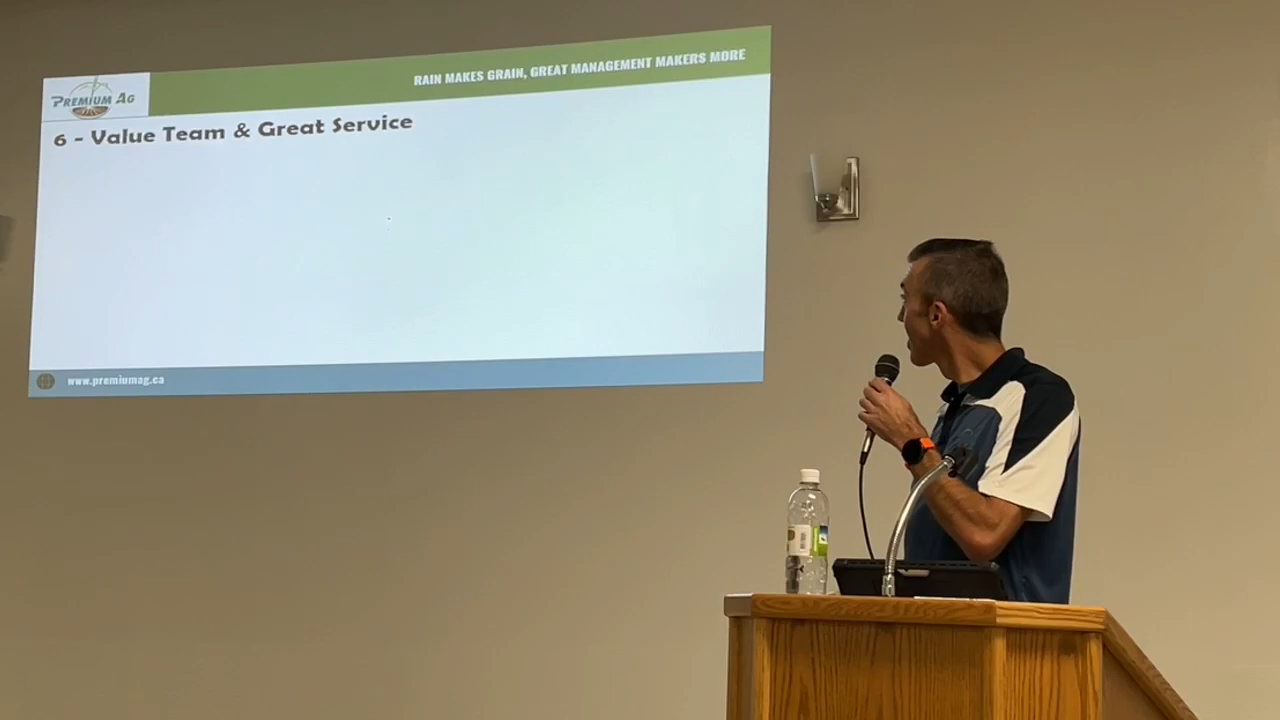 RAIN MAKES GRAIN, GREAT MANAGEMENT MAKERS MORE
PREMIUM AG
6 - Value Team & Great Service
www.premiumag.ca